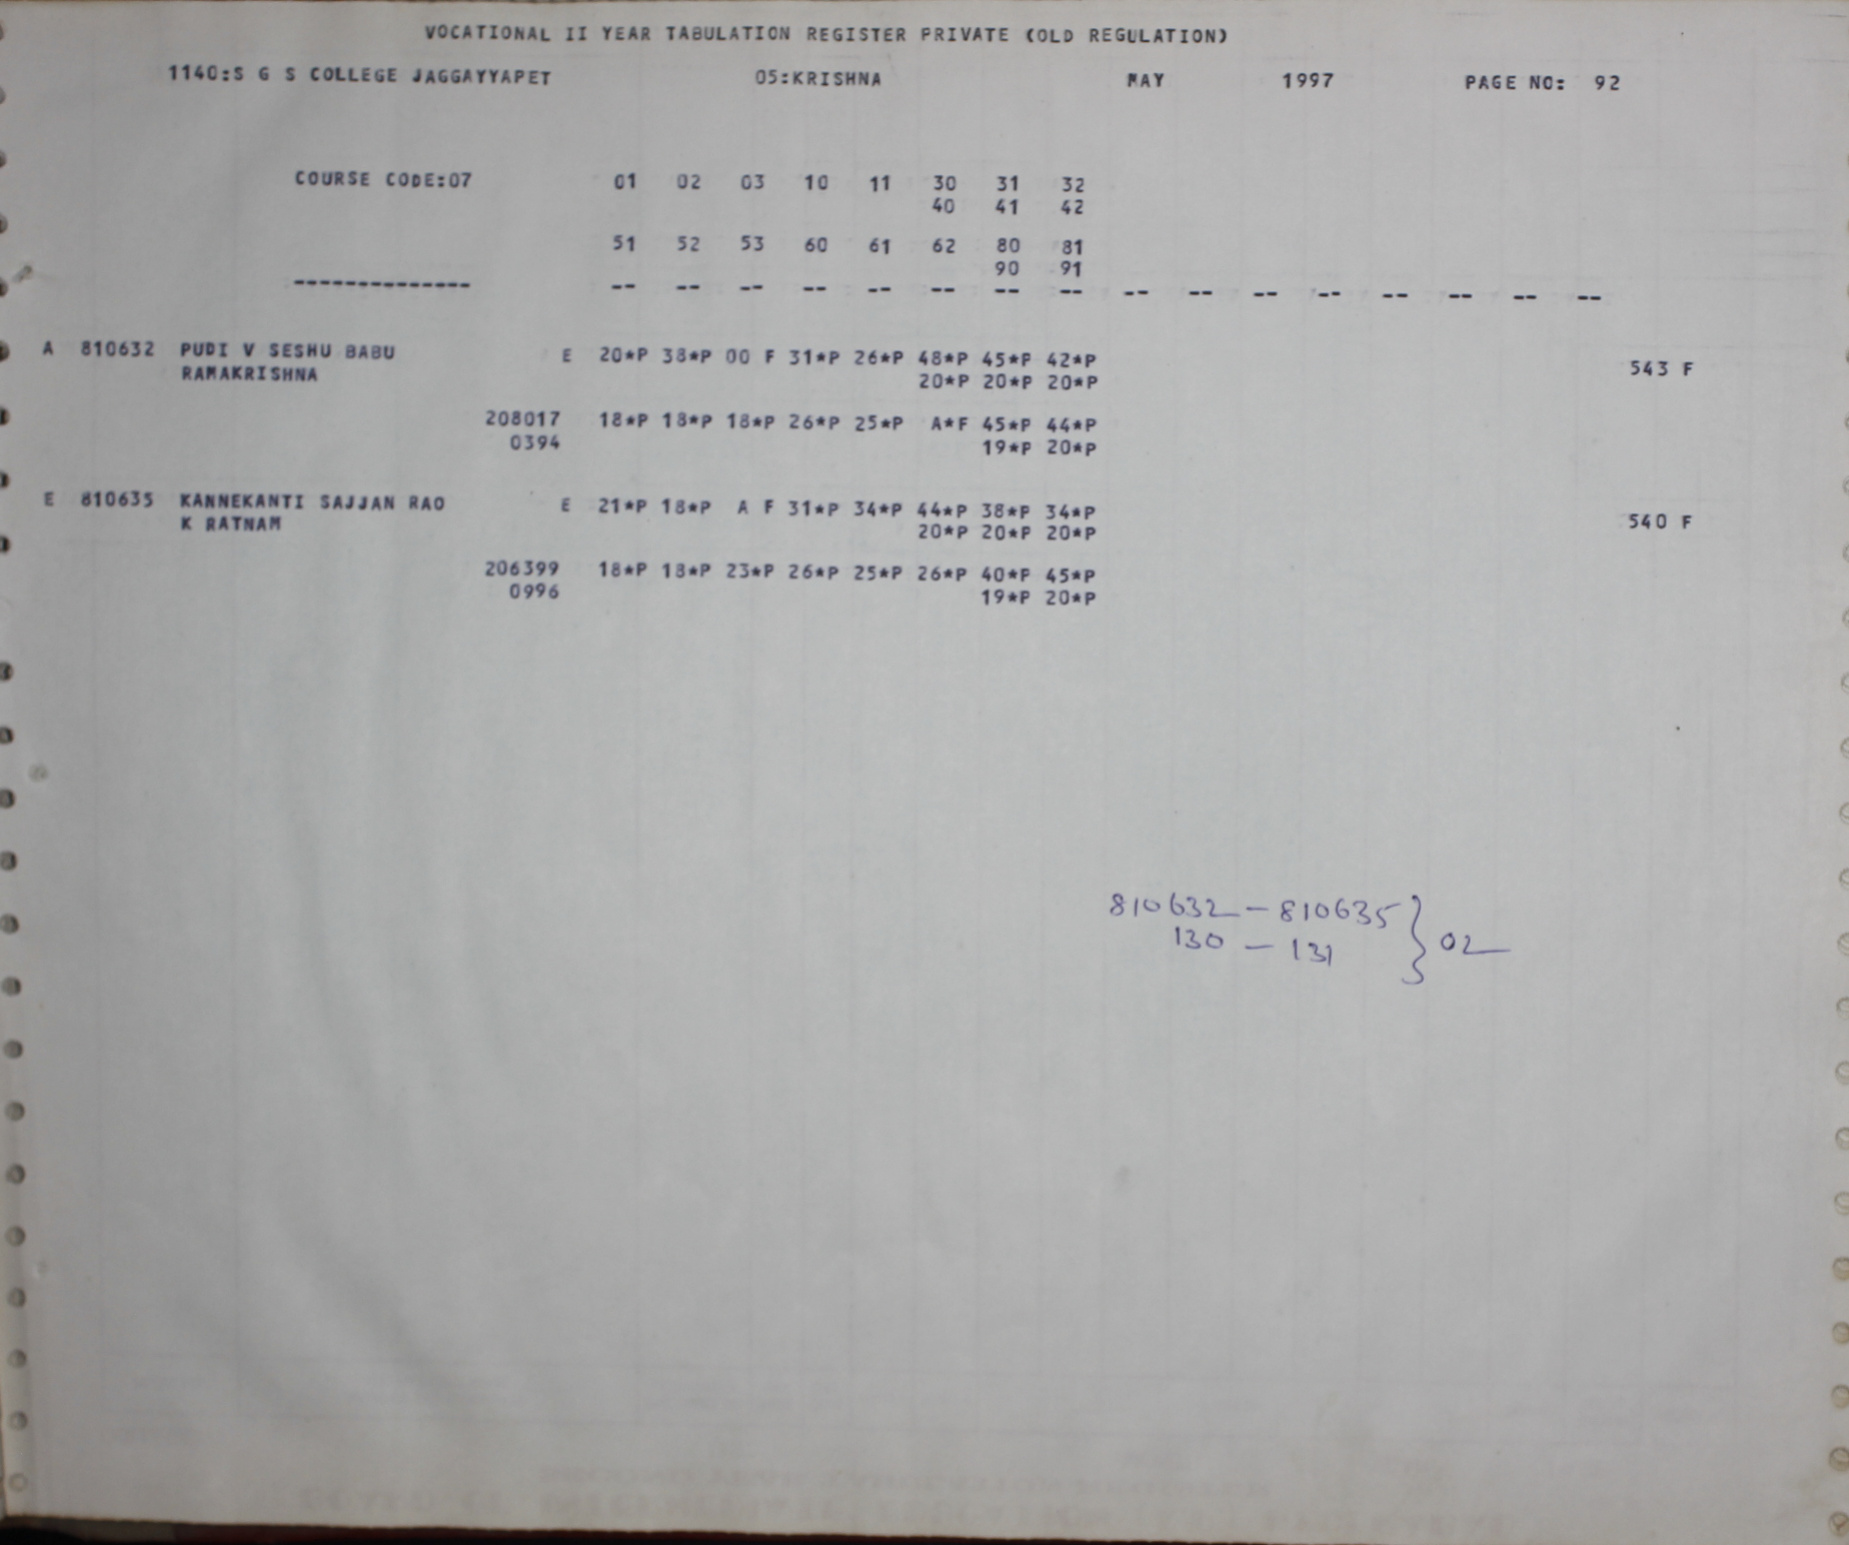 VOCATIONAL II YEAR TABULATION REGISTER PRIVATE (OLD REGULATION)
1140:S G S COLLEGE JAGGAYYAPET 05:KRISHNA MAY 1997 PAGE NO: 92
COURSE CODE:07 01 02 03 10 11 30 31 32
40 41 42
51 52 53 60 61 62 80 81
90 91
-------------- -- -- -- -- -- -- -- -- -- -- -- -- -- -- -- --
A 810632 PUDI V SESHU BABU E 20*P 38*P 00 F 31*P 26*P 48*P 45*P 42*P 543 F
RAMAKRISHNA 20*P 20*P 20*P
208017 18*P 18*P 18*P 26*P 25*P A*F 45*P 44*P
0394 19*P 20*P
E 810635 KANNEKANTI SAJJAN RAO E 21*P 18*P A F 31*P 34*P 44*P 38*P 34*P 540 F
K RATNAM 20*P 20*P 20*P
206399 18*P 18*P 23*P 26*P 25*P 26*P 40*P 45*P
0996 19*P 20*P
810632 - 810635 } 02
130 - 131